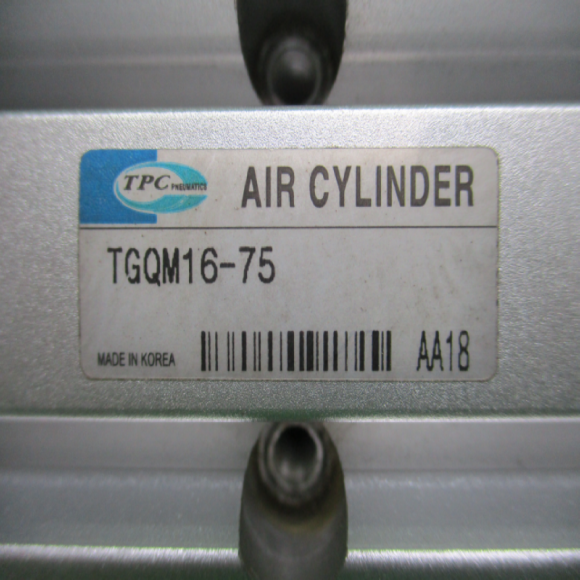 TPC PNEUMATICS
AIR CYLINDER
TGQM16-75
MADE IN KOREA
AA18